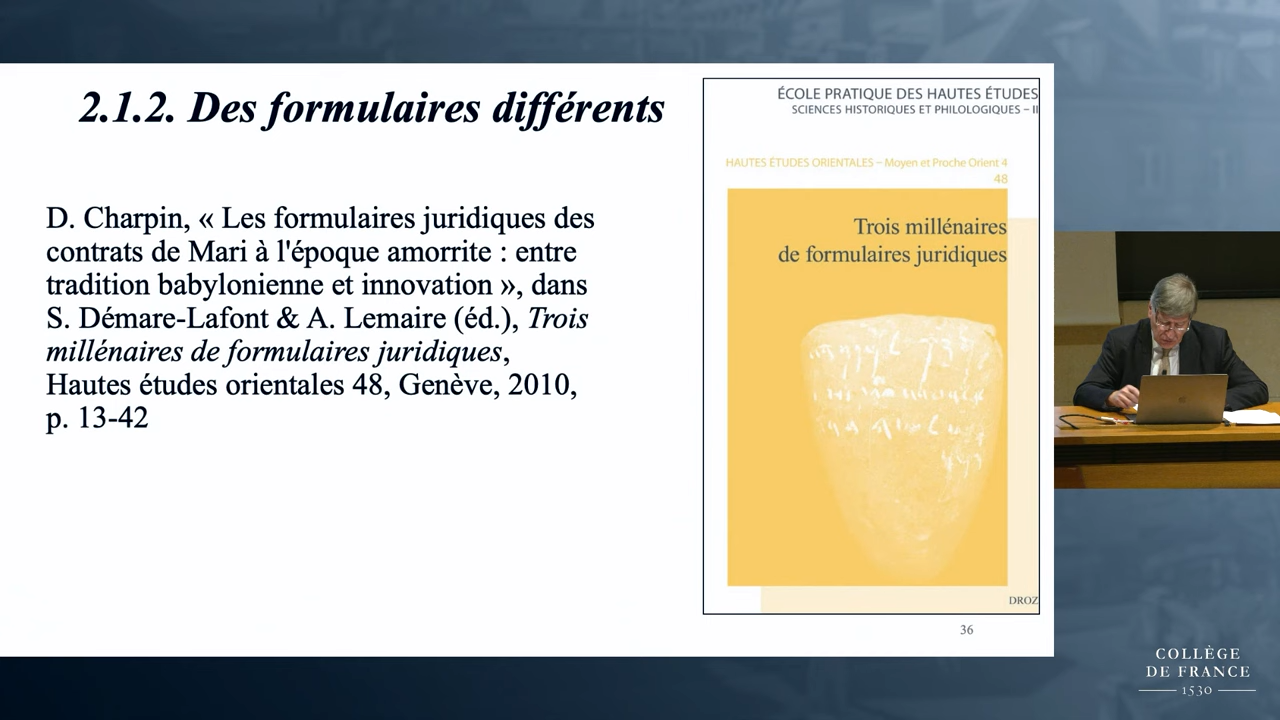 2.1.2. Des formulaires différents
D. Charpin, « Les formulaires juridiques des
contrats de Mari à l'époque amorrite : entre
tradition babylonienne et innovation », dans
S. Démare-Lafont & A. Lemaire (éd.), Trois
millénaires de formulaires juridiques,
Hautes études orientales 48, Genève, 2010,
p. 13-42
ÉCOLE PRATIQUE DES HAUTES ÉTUDES
SCIENCES HISTORIQUES ET PHILOLOGIQUES – II
HAUTES ÉTUDES ORIENTALES – Moyen et Proche Orient 4
48
Trois millénaires
de formulaires juridiques
DROZ
36
COLLÈGE
DE FRANCE
1530